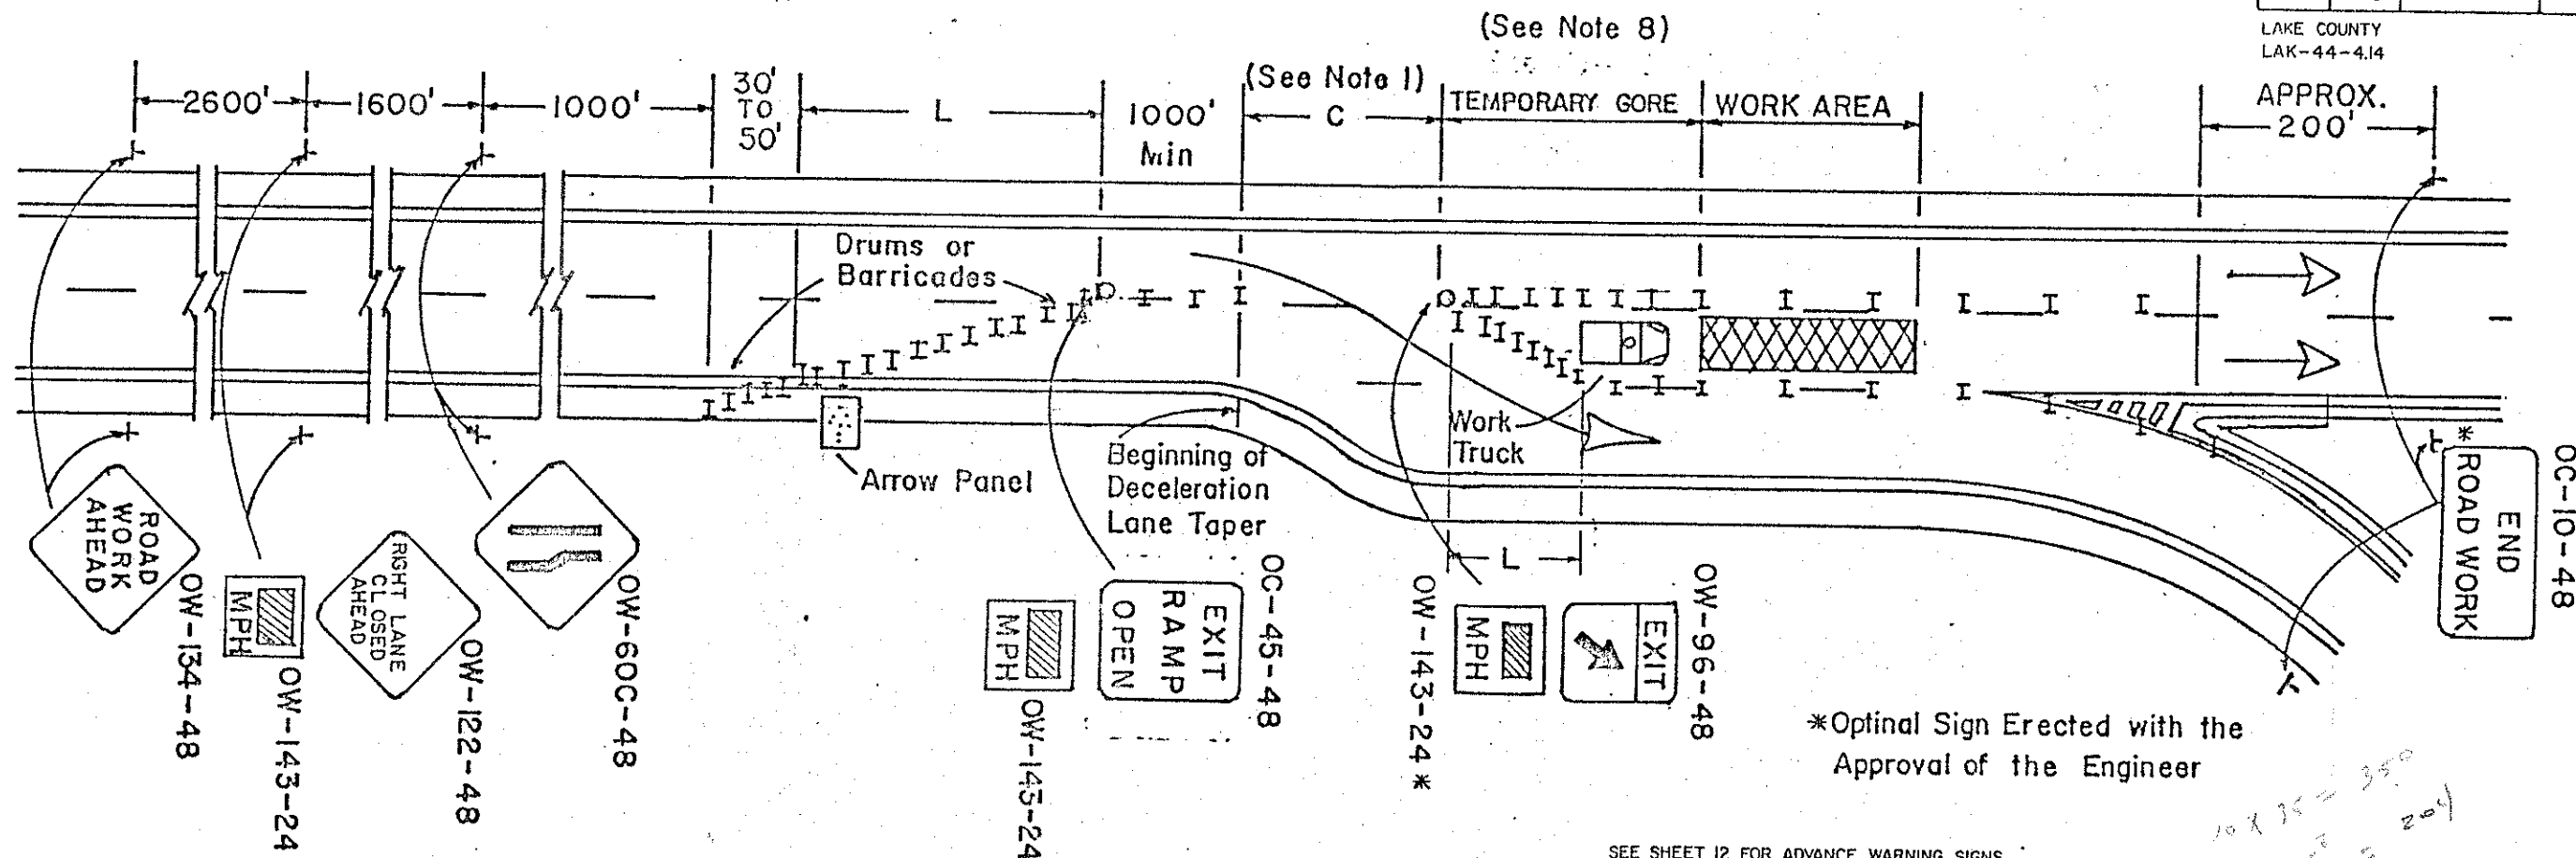 (See Note 8)
LAKE COUNTY
LAK-44-4.14
2600'
1600'
1000'
30'
TO
50'
L
1000'
Min
(See Note 1)
C
TEMPORARY GORE
WORK AREA
APPROX.
200'
Drums or
Barricades
Arrow Panel
Beginning of
Deceleration
Lane Taper
Work
Truck
L
ROAD
WORK
AHEAD
OW-134-48
MPH
OW-143-24
RIGHT LANE
CLOSED
AHEAD
OW-122-48
OW-60C-48
MPH
OW-143-24
EXIT
RAMP
OPEN
OC-45-48
MPH
OW-143-24*
EXIT
OW-96-48
*
END
ROAD WORK
OC-10-48
*Optinal Sign Erected with the
Approval of the Engineer
10 X 35 = 350
SEE SHEET 12 FOR ADVANCE WARNING SIGNS